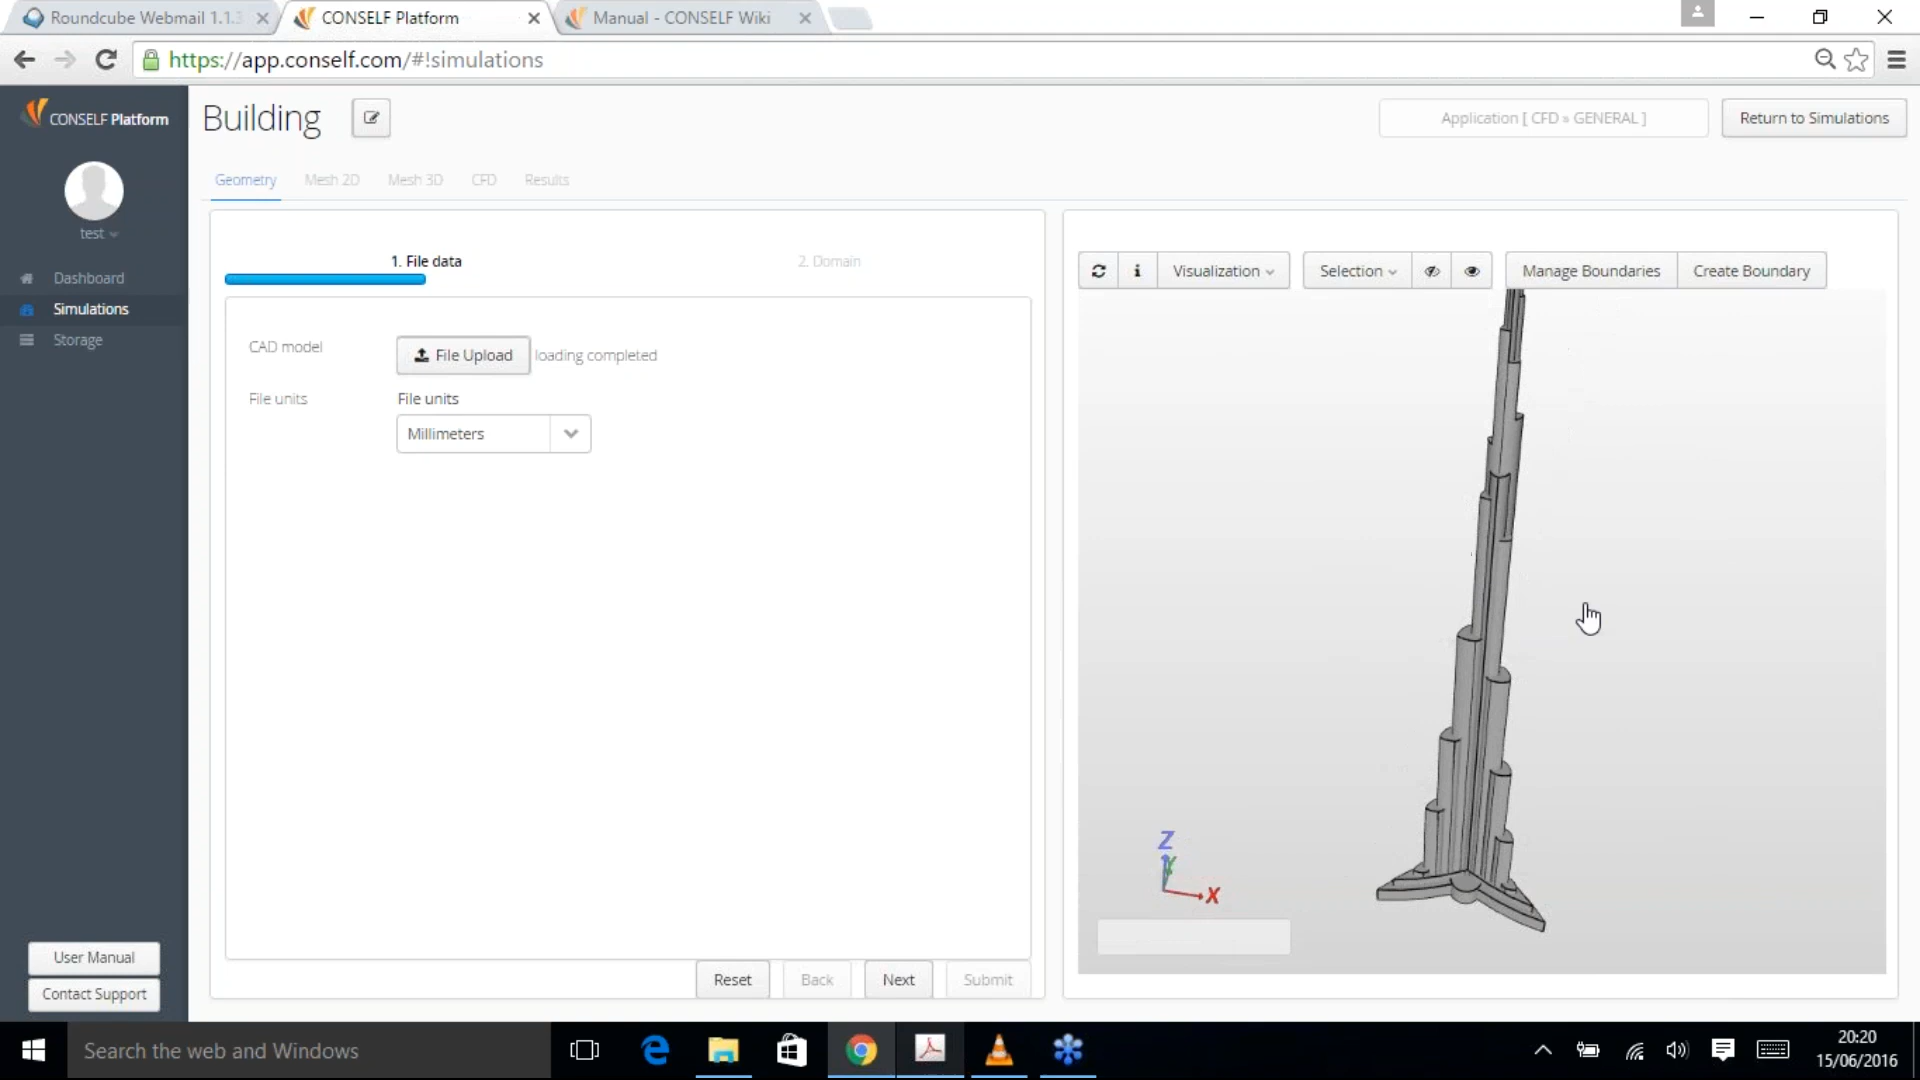 Roundcube Webmail 1.1.3
CONSELF Platform
Manual - CONSELF Wiki
https://app.conself.com/#!simulations
CONSELF Platform
test
Dashboard
Simulations
Storage
User Manual
Contact Support
Building
Application [ CFD » GENERAL ]
Return to Simulations
Geometry
Mesh 2D
Mesh 3D
CFD
Results
1. File data
2. Domain
CAD model
File Upload
loading completed
File units
File units
Millimeters
Reset
Back
Next
Submit
i
Visualization
Selection
Manage Boundaries
Create Boundary
Z
Y
X
Search the web and Windows
20:20
15/06/2016